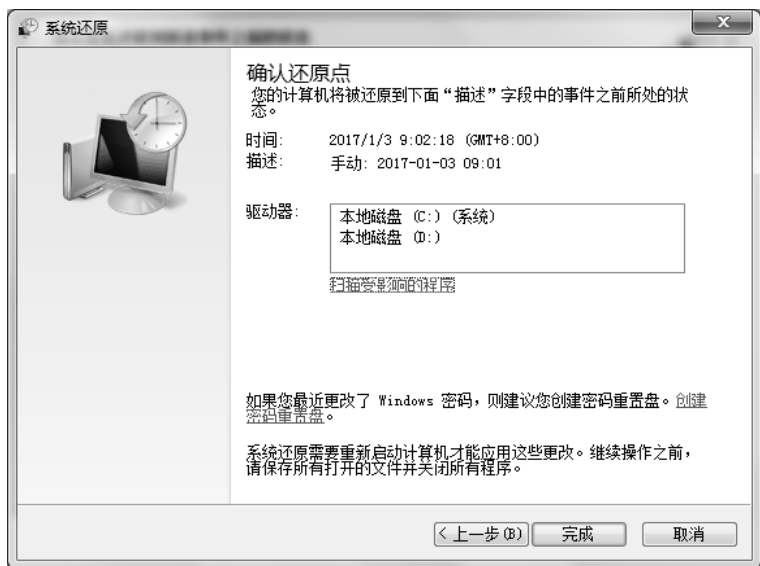 系统还原
确认还原点
您的计算机将被还原到下面“描述”字段中的事件之前所处的状
态。
时间: 2017/1/3 9:02:18 (GMT+8:00)
描述: 手动: 2017-01-03 09:01
驱动器: 本地磁盘 (C:) (系统)
本地磁盘 (D:)
扫描受影响的程序
如果您最近更改了 Windows 密码，则建议您创建密码重置盘。创建
密码重置盘。
系统还原需要重新启动计算机才能应用这些更改。继续操作之前，
请保存所有打开的文件并关闭所有程序。
< 上一步(B) 完成 取消